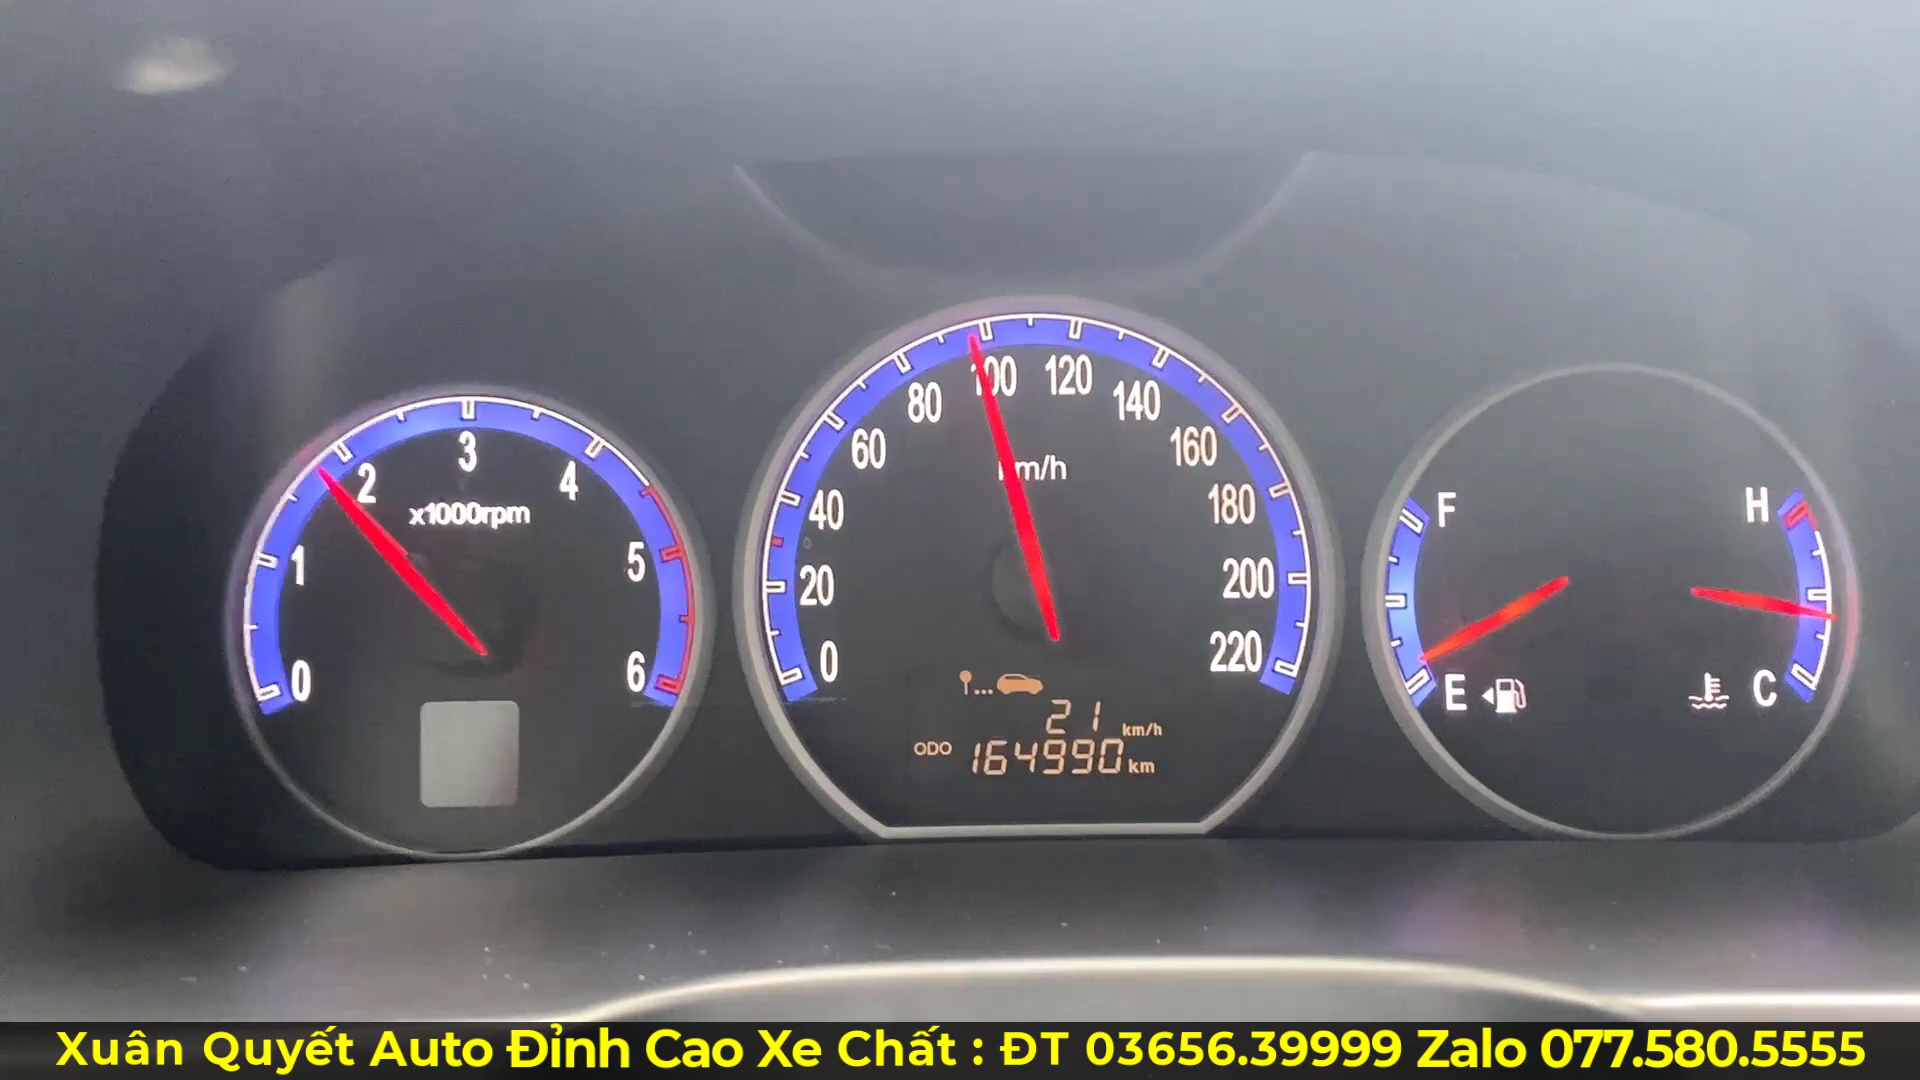 0 1 2 3 4 5 6
x1000rpm
0 20 40 60 80 100 120 140 160 180 200 220
km/h
21 km/h
ODO 164990 km
F
E
H
C
Xuân Quyết Auto Đỉnh Cao Xe Chất : ĐT 03656.39999 Zalo 077.580.5555